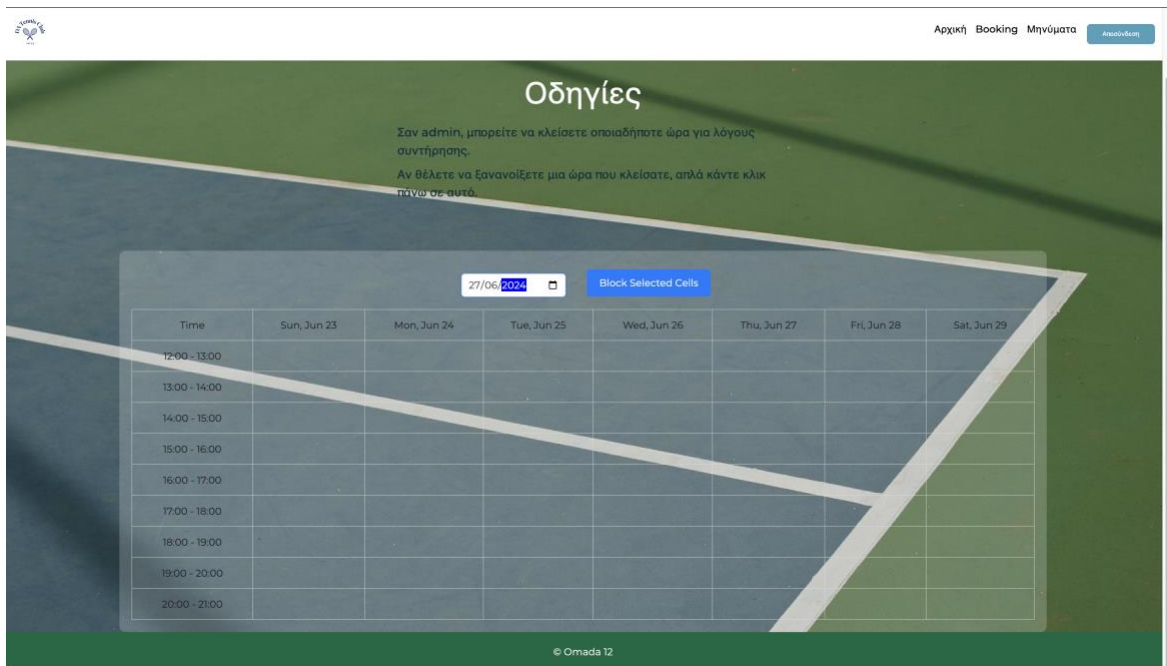 Tennis Club
Αρχική Booking Μηνύματα Αποσύνδεση
Οδηγίες
Σαν admin, μπορείτε να κλείσετε οποιαδήποτε ώρα για λόγους
συντήρησης.
Αν θέλετε να ξανανοίξετε μια ώρα που κλείσατε, απλά κάντε κλικ
πάνω σε αυτό.
27/06/2024 Block Selected Cells
Time Sun, Jun 23 Mon, Jun 24 Tue, Jun 25 Wed, Jun 26 Thu, Jun 27 Fri, Jun 28 Sat, Jun 29
12:00 - 13:00
13:00 - 14:00
14:00 - 15:00
15:00 - 16:00
16:00 - 17:00
17:00 - 18:00
18:00 - 19:00
19:00 - 20:00
20:00 - 21:00
© Omada 12